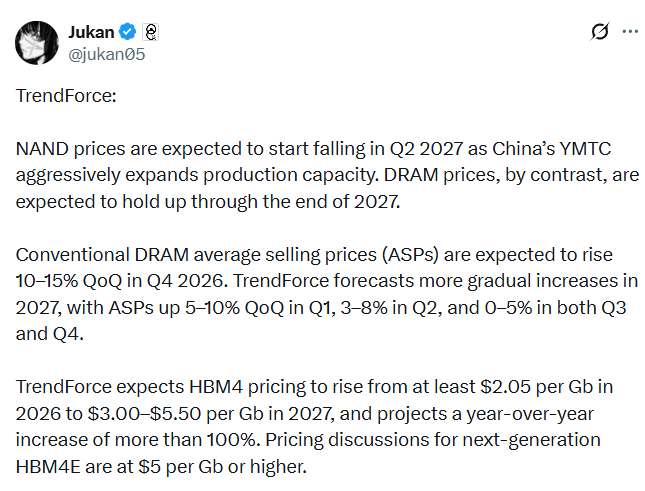 Jukan
@jukan05
TrendForce:
NAND prices are expected to start falling in Q2 2027 as China’s YMTC
aggressively expands production capacity. DRAM prices, by contrast, are
expected to hold up through the end of 2027.
Conventional DRAM average selling prices (ASPs) are expected to rise
10–15% QoQ in Q4 2026. TrendForce forecasts more gradual increases in
2027, with ASPs up 5–10% QoQ in Q1, 3–8% in Q2, and 0–5% in both Q3
and Q4.
TrendForce expects HBM4 pricing to rise from at least $2.05 per Gb in
2026 to $3.00–$5.50 per Gb in 2027, and projects a year-over-year
increase of more than 100%. Pricing discussions for next-generation
HBM4E are at $5 per Gb or higher.